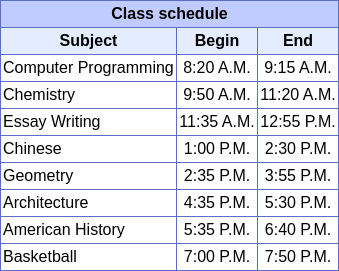 Class schedule
Subject Begin End
Computer Programming 8:20 A.M. 9:15 A.M.
Chemistry 9:50 A.M. 11:20 A.M.
Essay Writing 11:35 A.M. 12:55 P.M.
Chinese 1:00 P.M. 2:30 P.M.
Geometry 2:35 P.M. 3:55 P.M.
Architecture 4:35 P.M. 5:30 P.M.
American History 5:35 P.M. 6:40 P.M.
Basketball 7:00 P.M. 7:50 P.M.